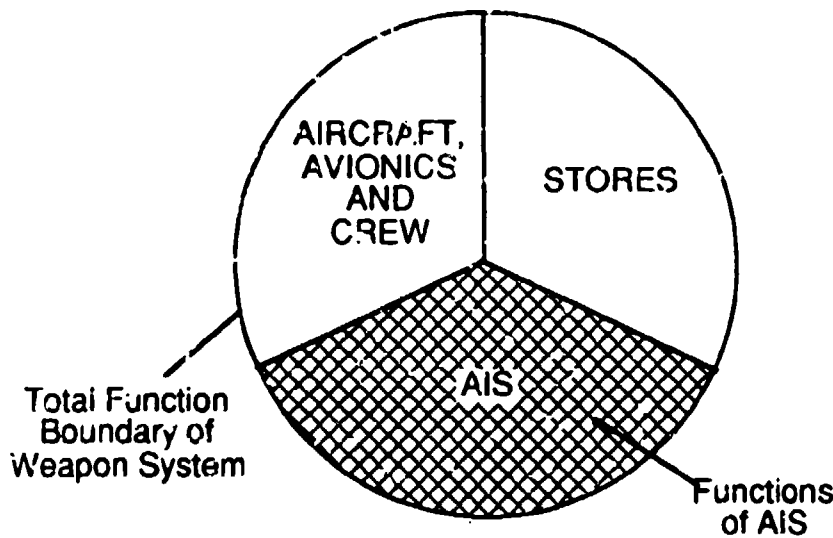 AIRCRAFT,
AVIONICS
AND
CREW
STORES
AIS
Total Function
Boundary of
Weapon System
Functions
of AIS